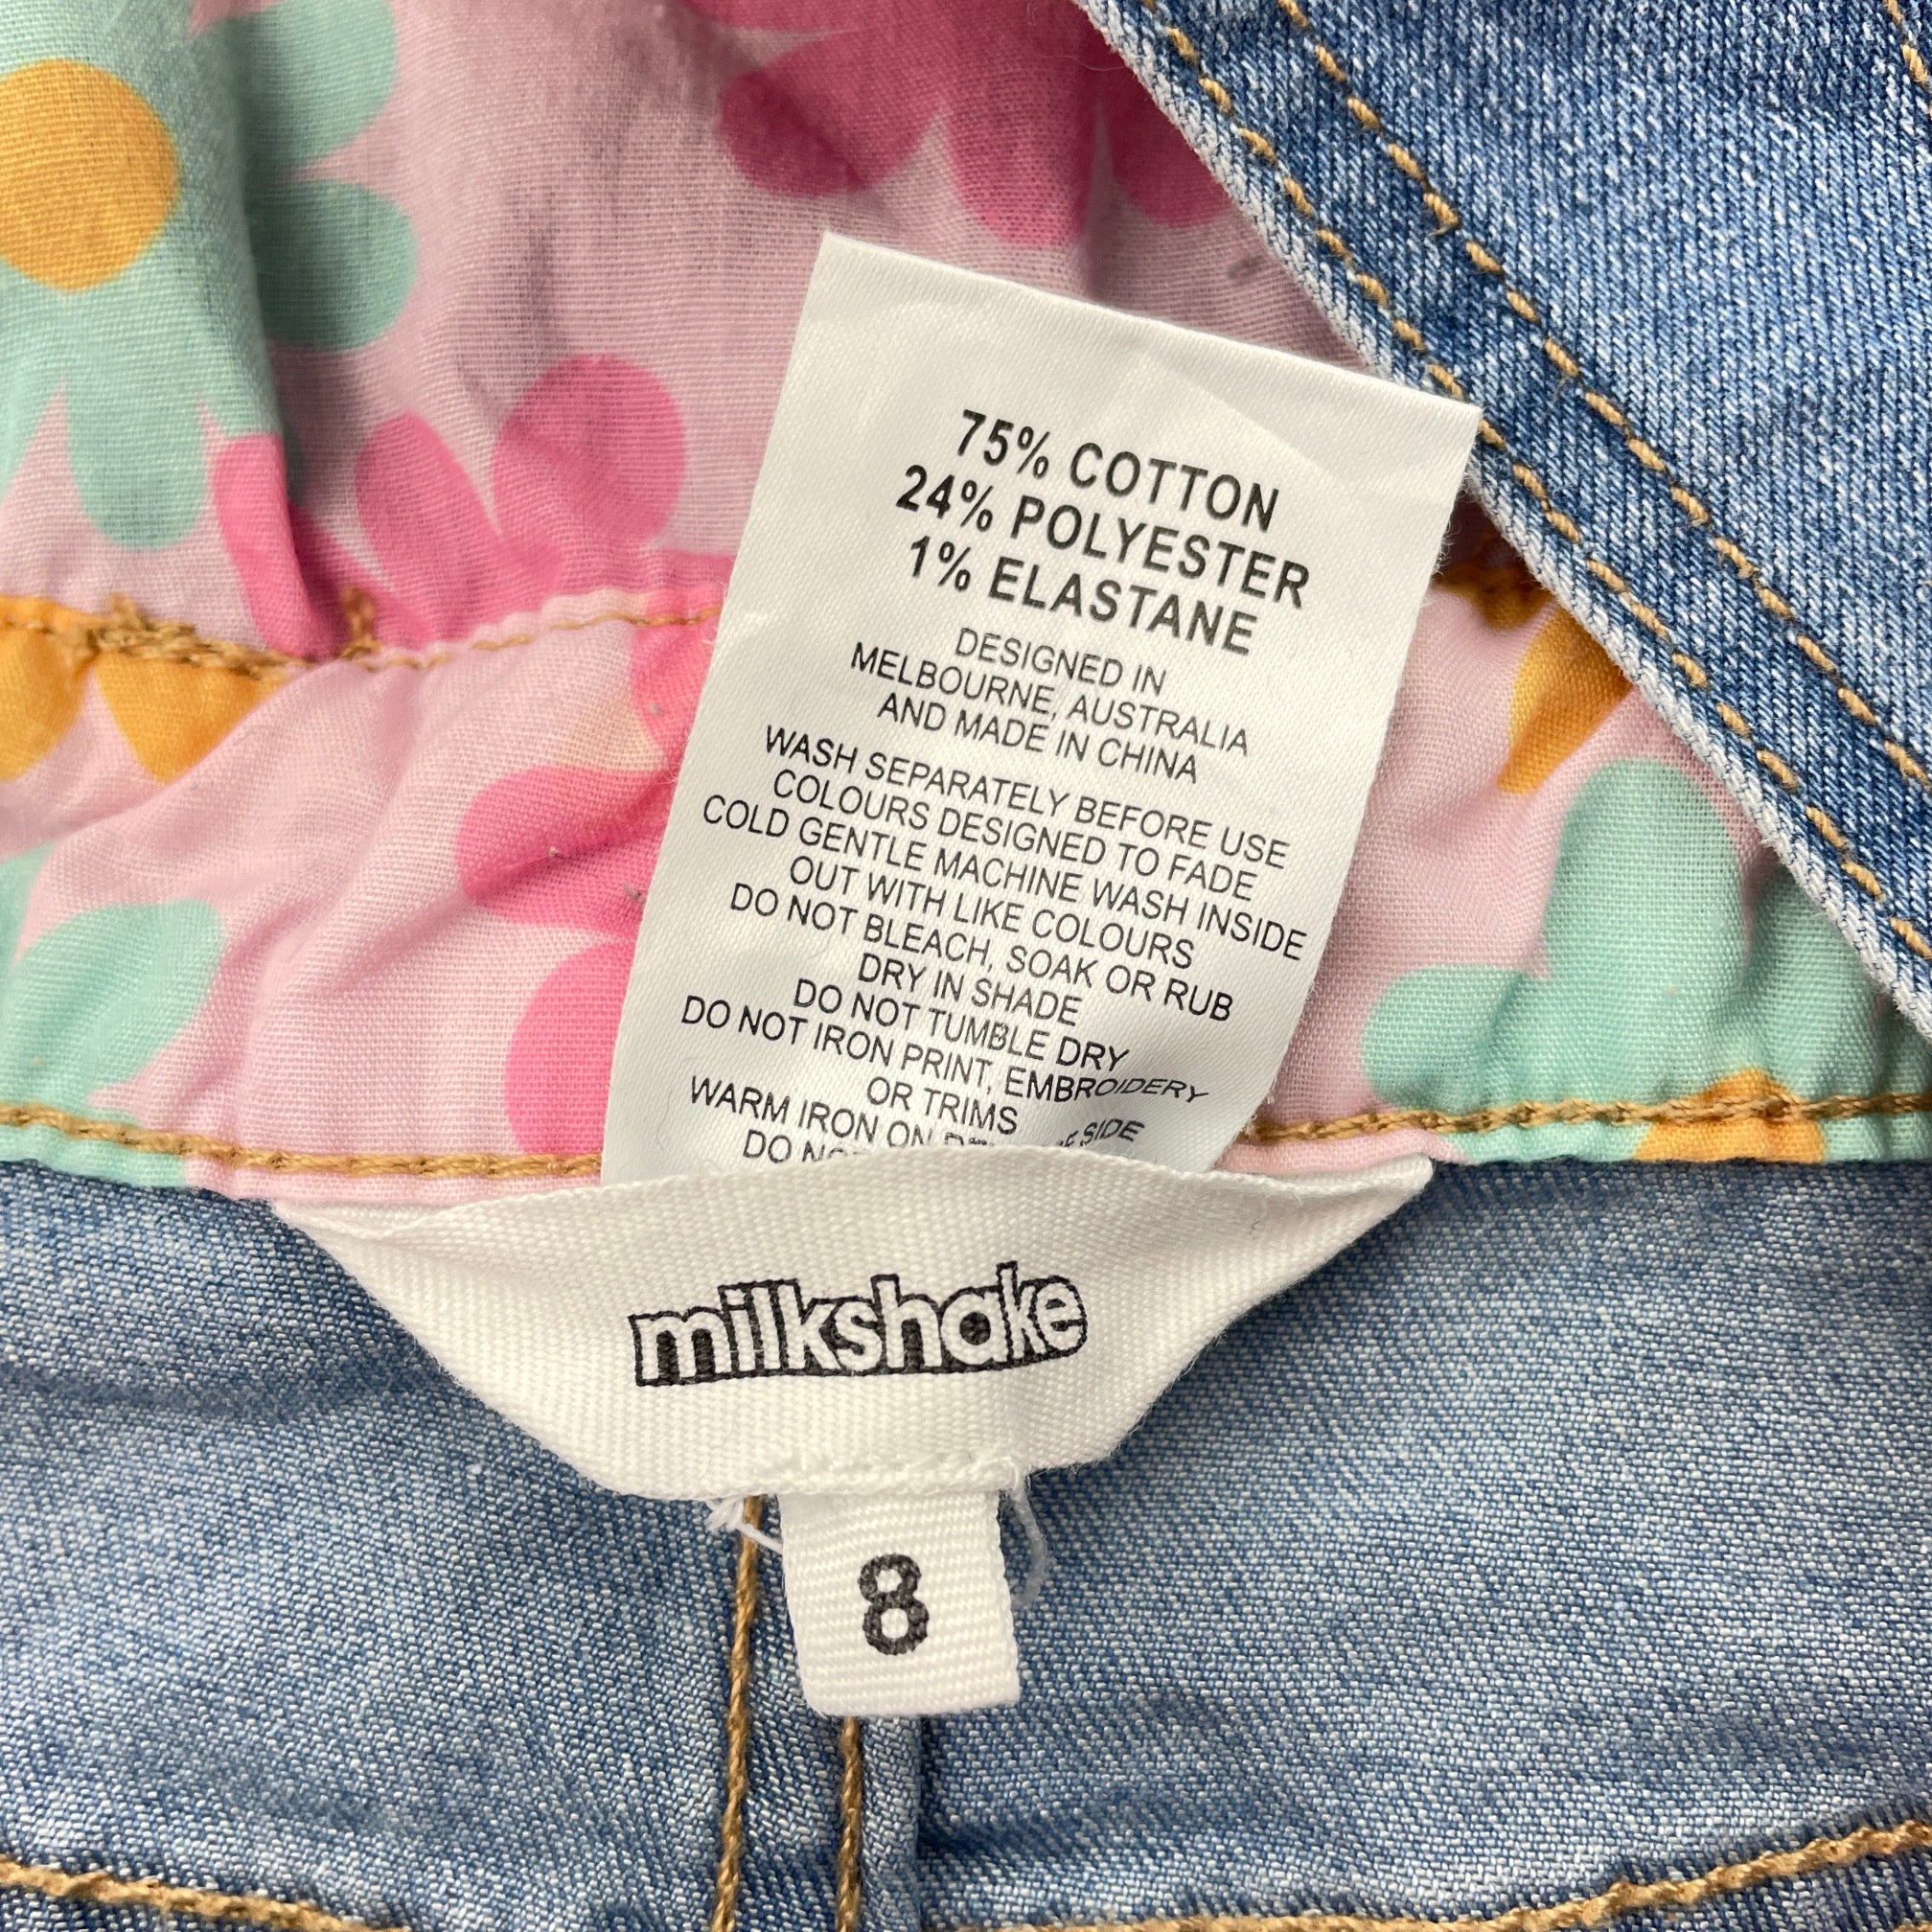 75% COTTON
24% POLYESTER
1% ELASTANE
DESIGNED IN
MELBOURNE, AUSTRALIA
AND MADE IN CHINA
WASH SEPARATELY BEFORE USE
COLOURS DESIGNED TO FADE
COLD GENTLE MACHINE WASH INSIDE
OUT WITH LIKE COLOURS
DO NOT BLEACH, SOAK OR RUB
DRY IN SHADE
DO NOT TUMBLE DRY
DO NOT IRON PRINT, EMBROIDERY
OR TRIMS
WARM IRON ON SIDE
DO
milkshake
8